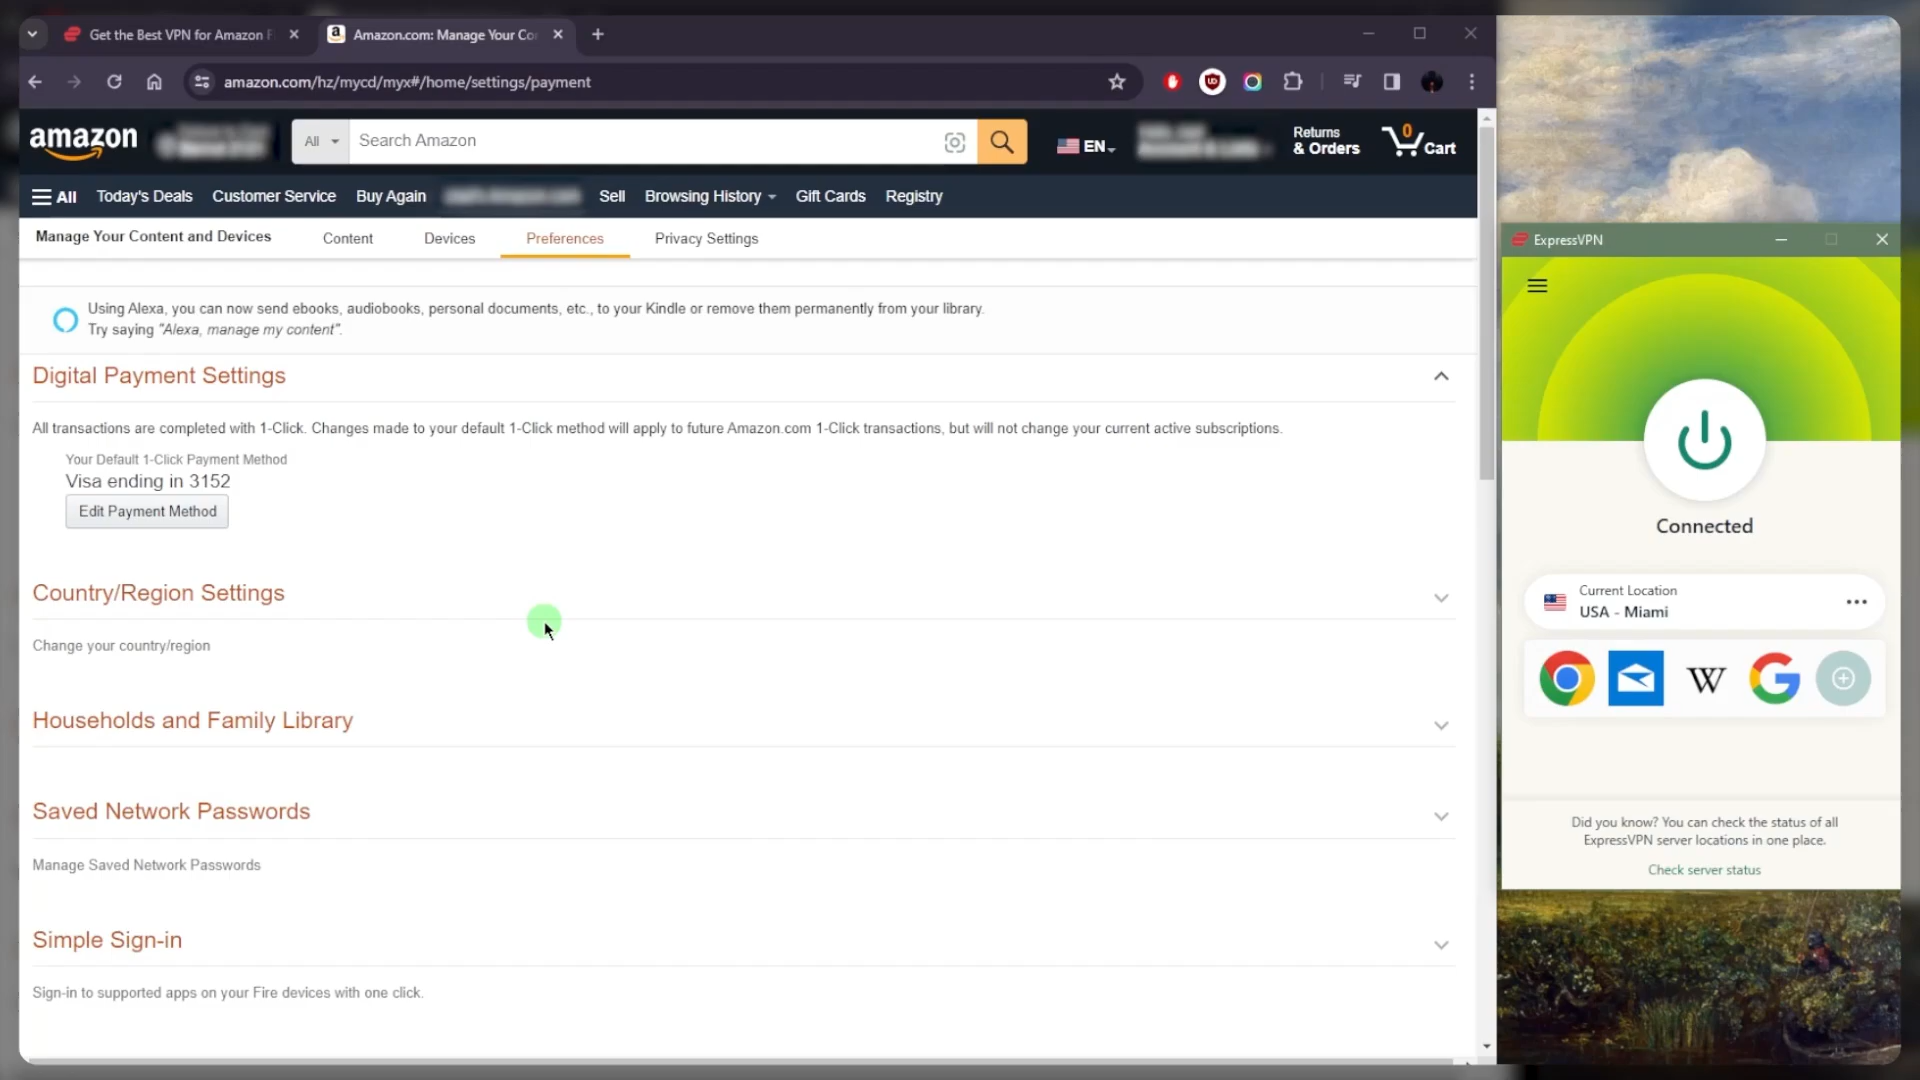 Get the Best VPN for Amazon F
Amazon.com: Manage Your Co
amazon.com/hz/mycd/myx#/home/settings/payment
amazon
All
Search Amazon
EN
Returns
& Orders
0
Cart
All
Today's Deals
Customer Service
Buy Again
Sell
Browsing History
Gift Cards
Registry
Manage Your Content and Devices
Content
Devices
Preferences
Privacy Settings
Using Alexa, you can now send ebooks, audiobooks, personal documents, etc., to your Kindle or remove them permanently from your library.
Try saying "Alexa, manage my content".
Digital Payment Settings
All transactions are completed with 1-Click. Changes made to your default 1-Click method will apply to future Amazon.com 1-Click transactions, but will not change your current active subscriptions.
Your Default 1-Click Payment Method
Visa ending in 3152
Edit Payment Method
Country/Region Settings
Change your country/region
Households and Family Library
Saved Network Passwords
Manage Saved Network Passwords
Simple Sign-in
Sign-in to supported apps on your Fire devices with one click.
ExpressVPN
Connected
Current Location
USA - Miami
W
G
Did you know? You can check the status of all
ExpressVPN server locations in one place.
Check server status